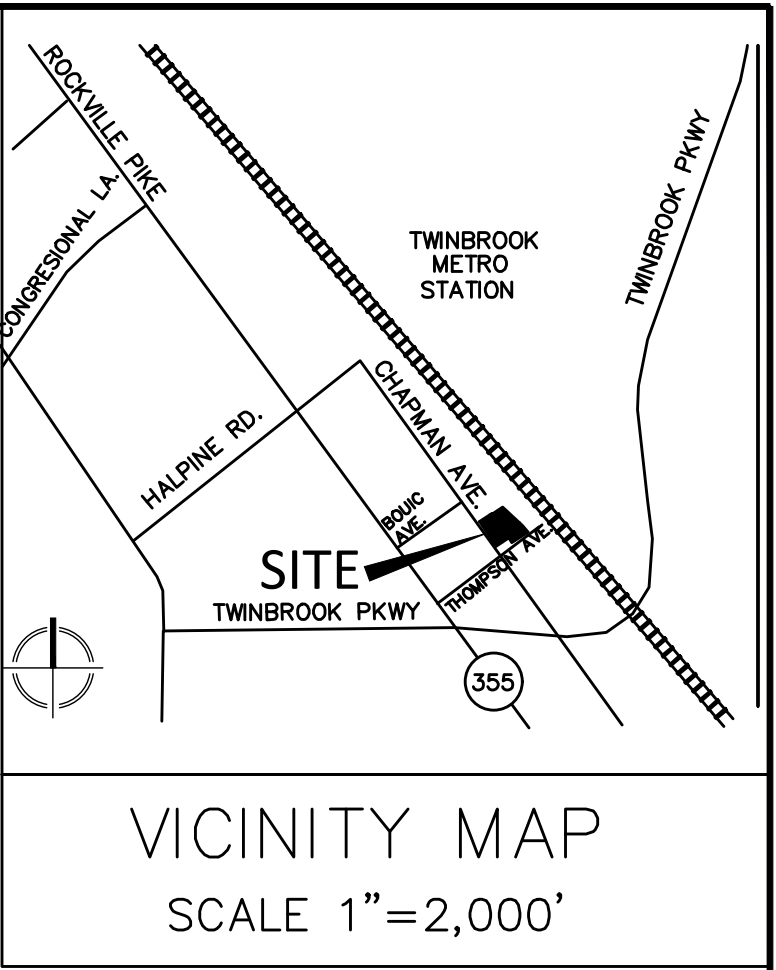 ROCKVILLE PIKE
TWINBROOK PKWY
CONGRESIONAL LA.
TWINBROOK
METRO
STATION
CHAPMAN AVE.
HALPINE RD.
BOUIC
AVE.
SITE
THOMPSON AVE.
TWINBROOK PKWY
355
VICINITY MAP
SCALE 1"=2,000'